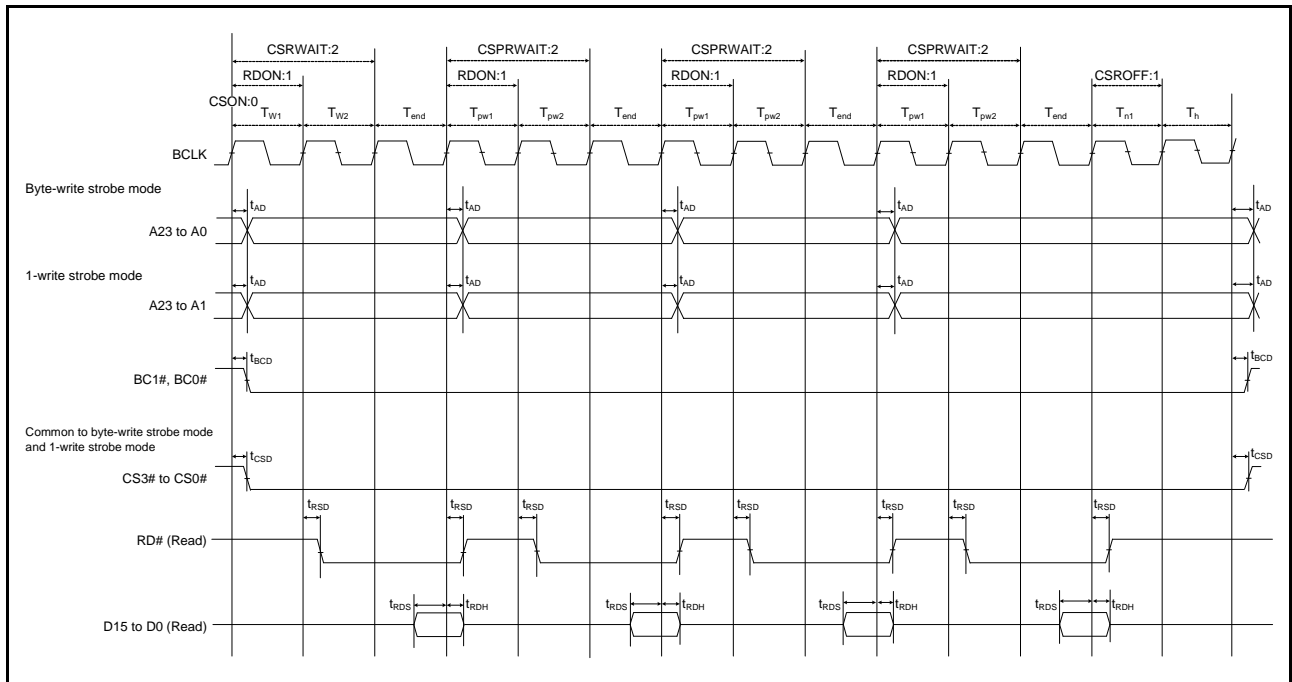 CSRWAIT:2 CSPRWAIT:2 CSPRWAIT:2 CSPRWAIT:2
RDON:1 RDON:1 RDON:1 RDON:1 CSROFF:1
CSON:0
TW1 TW2 Tend Tpw1 Tpw2 Tend Tpw1 Tpw2 Tend Tpw1 Tpw2 Tend Tn1 Th
BCLK
Byte-write strobe mode
tAD tAD tAD tAD tAD
A23 to A0
1-write strobe mode
tAD tAD tAD tAD tAD
A23 to A1
tBCD tBCD
BC1#, BC0#
Common to byte-write strobe mode
and 1-write strobe mode
tCSD tCSD
CS3# to CS0#
tRSD tRSD tRSD tRSD tRSD tRSD tRSD tRSD
RD# (Read)
tRDS tRDH tRDS tRDH tRDS tRDH tRDS tRDH
D15 to D0 (Read)